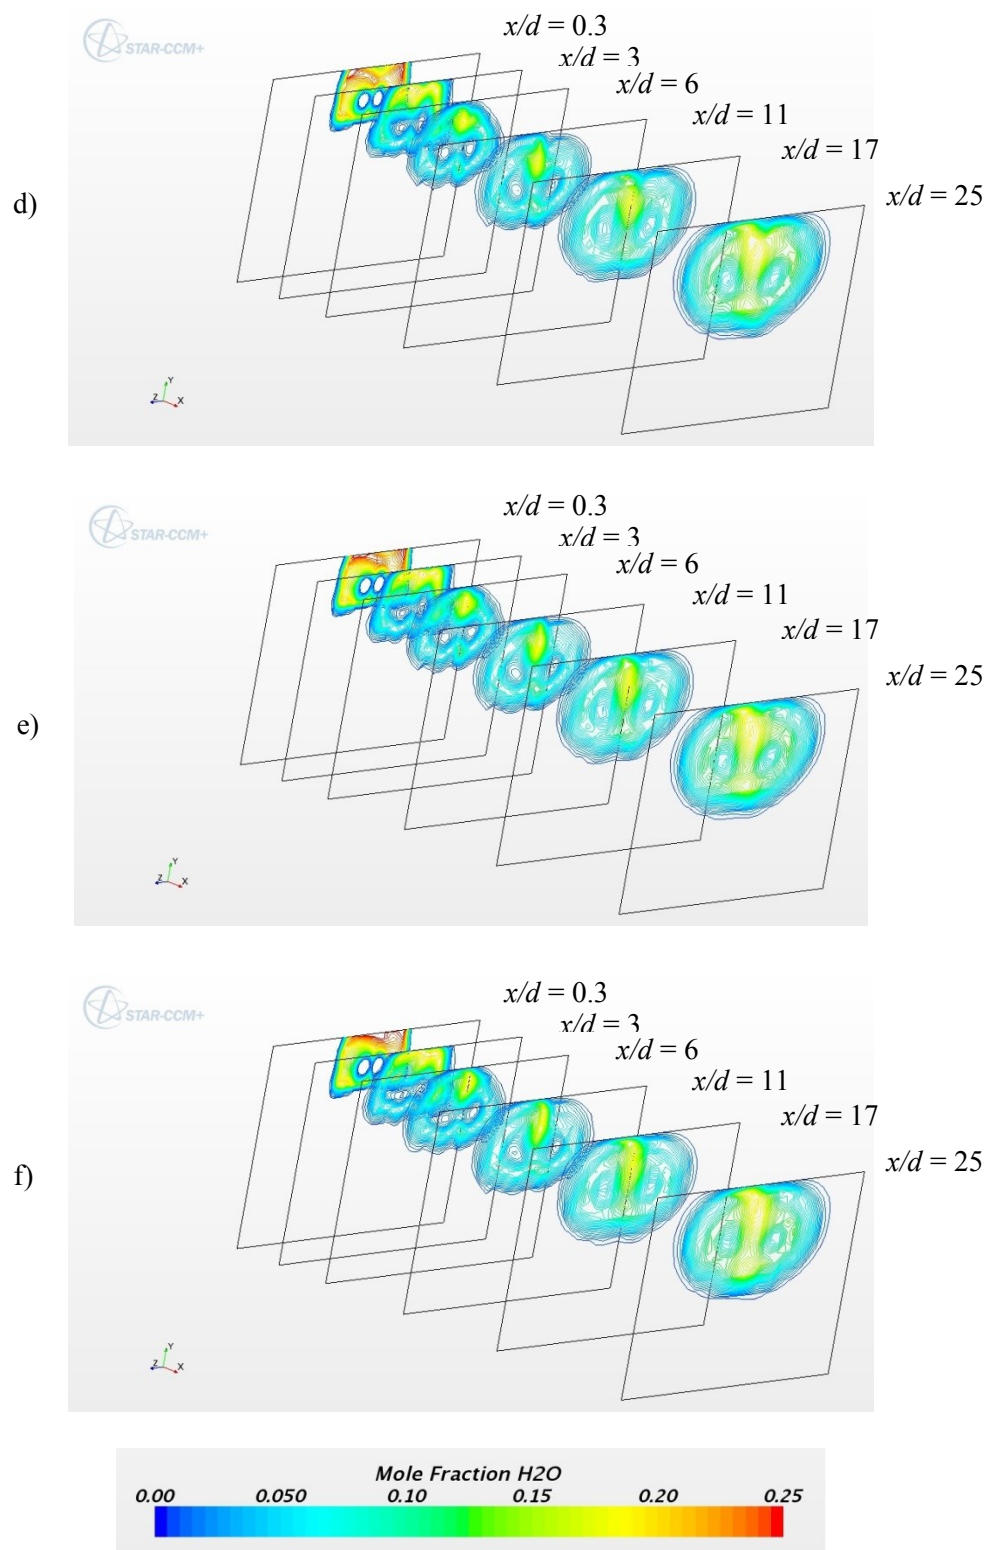 STAR-CCM+
x/d = 0.3
x/d = 3
x/d = 6
x/d = 11
x/d = 17
x/d = 25
d)
Y
Z
X
STAR-CCM+
x/d = 0.3
x/d = 3
x/d = 6
x/d = 11
x/d = 17
x/d = 25
e)
Y
Z
X
STAR-CCM+
x/d = 0.3
x/d = 3
x/d = 6
x/d = 11
x/d = 17
x/d = 25
f)
Y
Z
X
Mole Fraction H2O
0.00 0.050 0.10 0.15 0.20 0.25